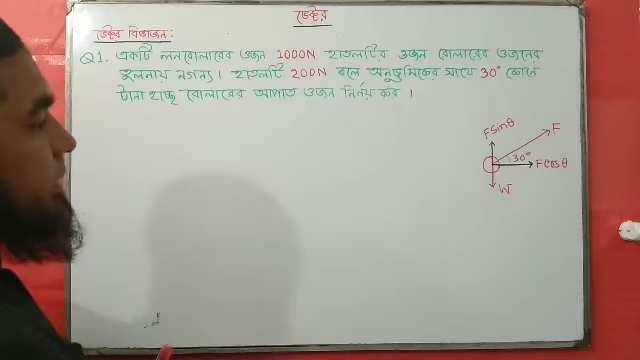 ভেক্টর
ভেক্টর বিভাজন:
Q1. একটি লনরোলারের ওজন 1000N হাতলটির ওজন রোলারের ওজনের
তুলনায় নগন্য। হাতলটি 200N বলে অনুভূমিকের সাথে 30° কোণে
টানা হচ্ছে রোলারের আপাত ওজন নির্ণয় কর।
Fsinθ
F
30°
Fcosθ
W